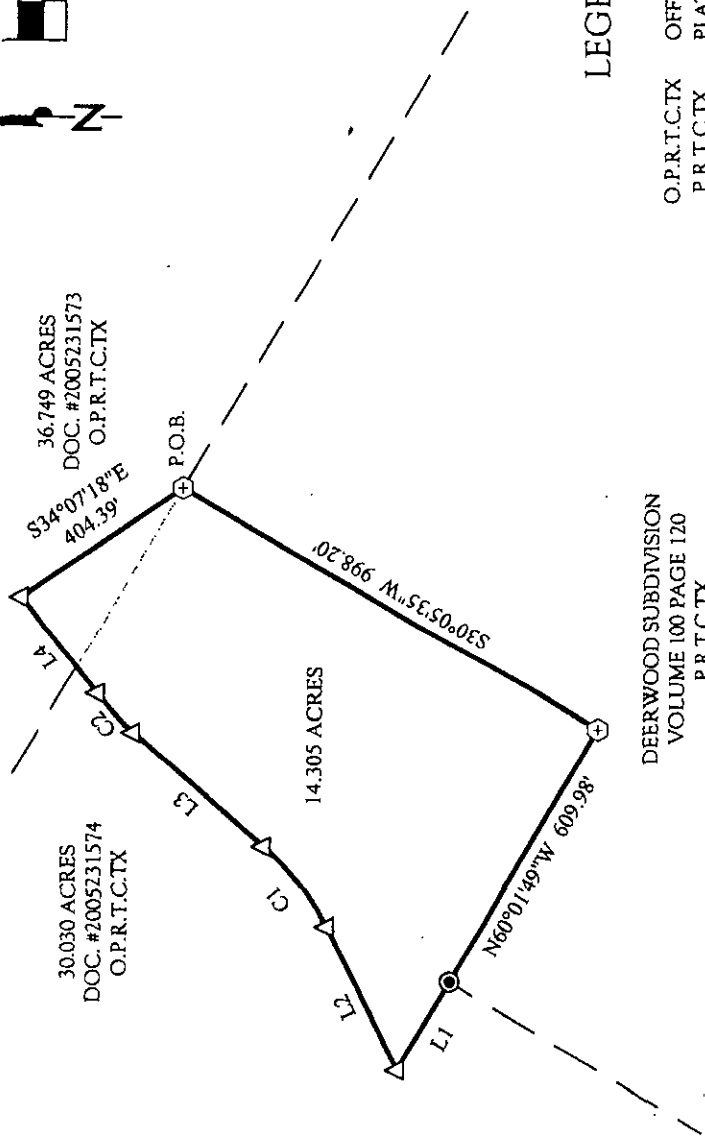 N
36.749 ACRES
DOC. #2005231573
O.P.R.T.C.TX
S34°07'18"E
404.39'
P.O.B.
30.030 ACRES
DOC. #2005231574
O.P.R.T.C.TX
L4
C2
L3
C1
L2
L1
14.305 ACRES
S30°05'35"W 998.20'
N60°01'49"W 609.98'
DEERWOOD SUBDIVISION
VOLUME 100 PAGE 120
P.R.T.C.TX
LEGE
O.P.R.T.C.TX OFF
P.R.T.C.TX PLA